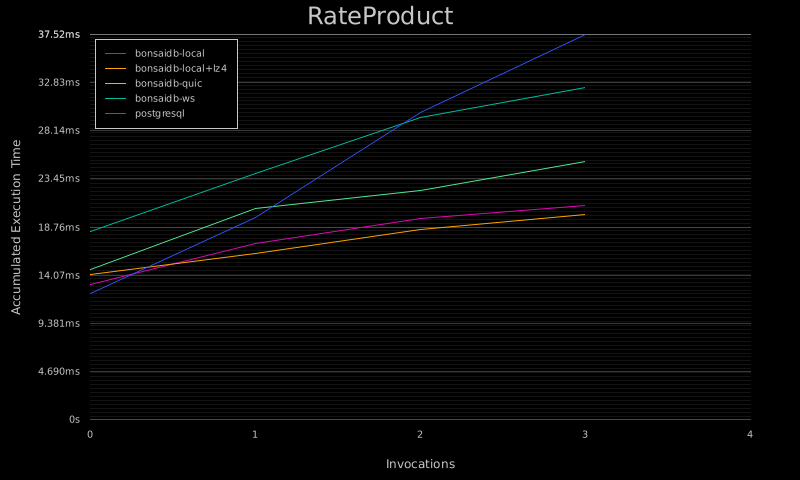 RateProduct
37.52ms
32.83ms
28.14ms
23.45ms
18.76ms
14.07ms
9.381ms
4.690ms
0s
bonsaidb-local
bonsaidb-local+lz4
bonsaidb-quic
bonsaidb-ws
postgresql
Accumulated Execution Time
0 1 2 3 4
Invocations